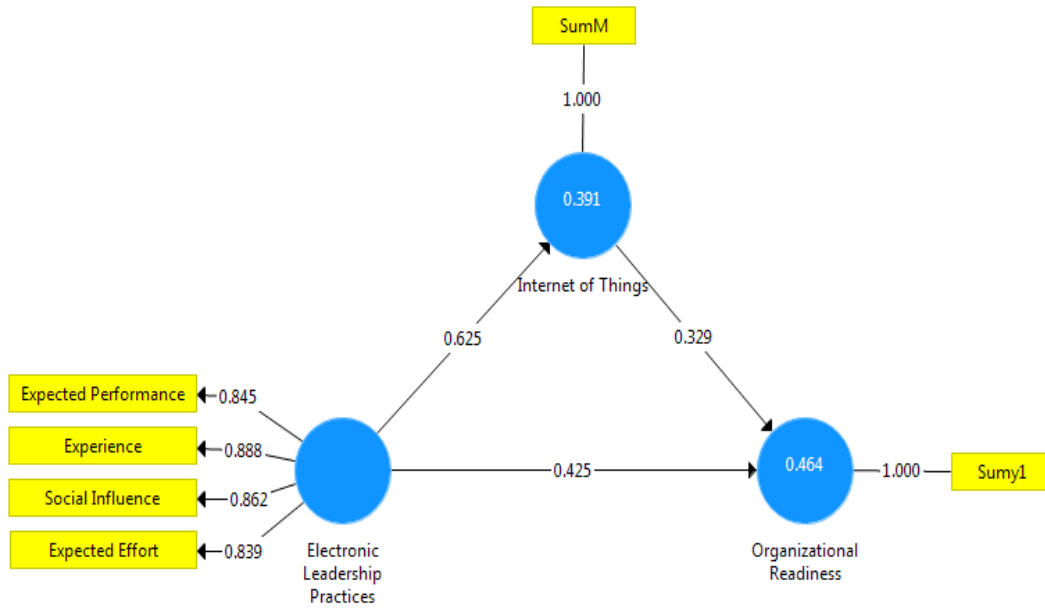 SumM
1.000
0.391
Internet of Things
0.625
0.329
Expected Performance
0.845
Experience
0.888
Social Influence
0.862
Expected Effort
0.839
0.425
0.464
1.000
Sumy1
Electronic
Leadership
Practices
Organizational
Readiness